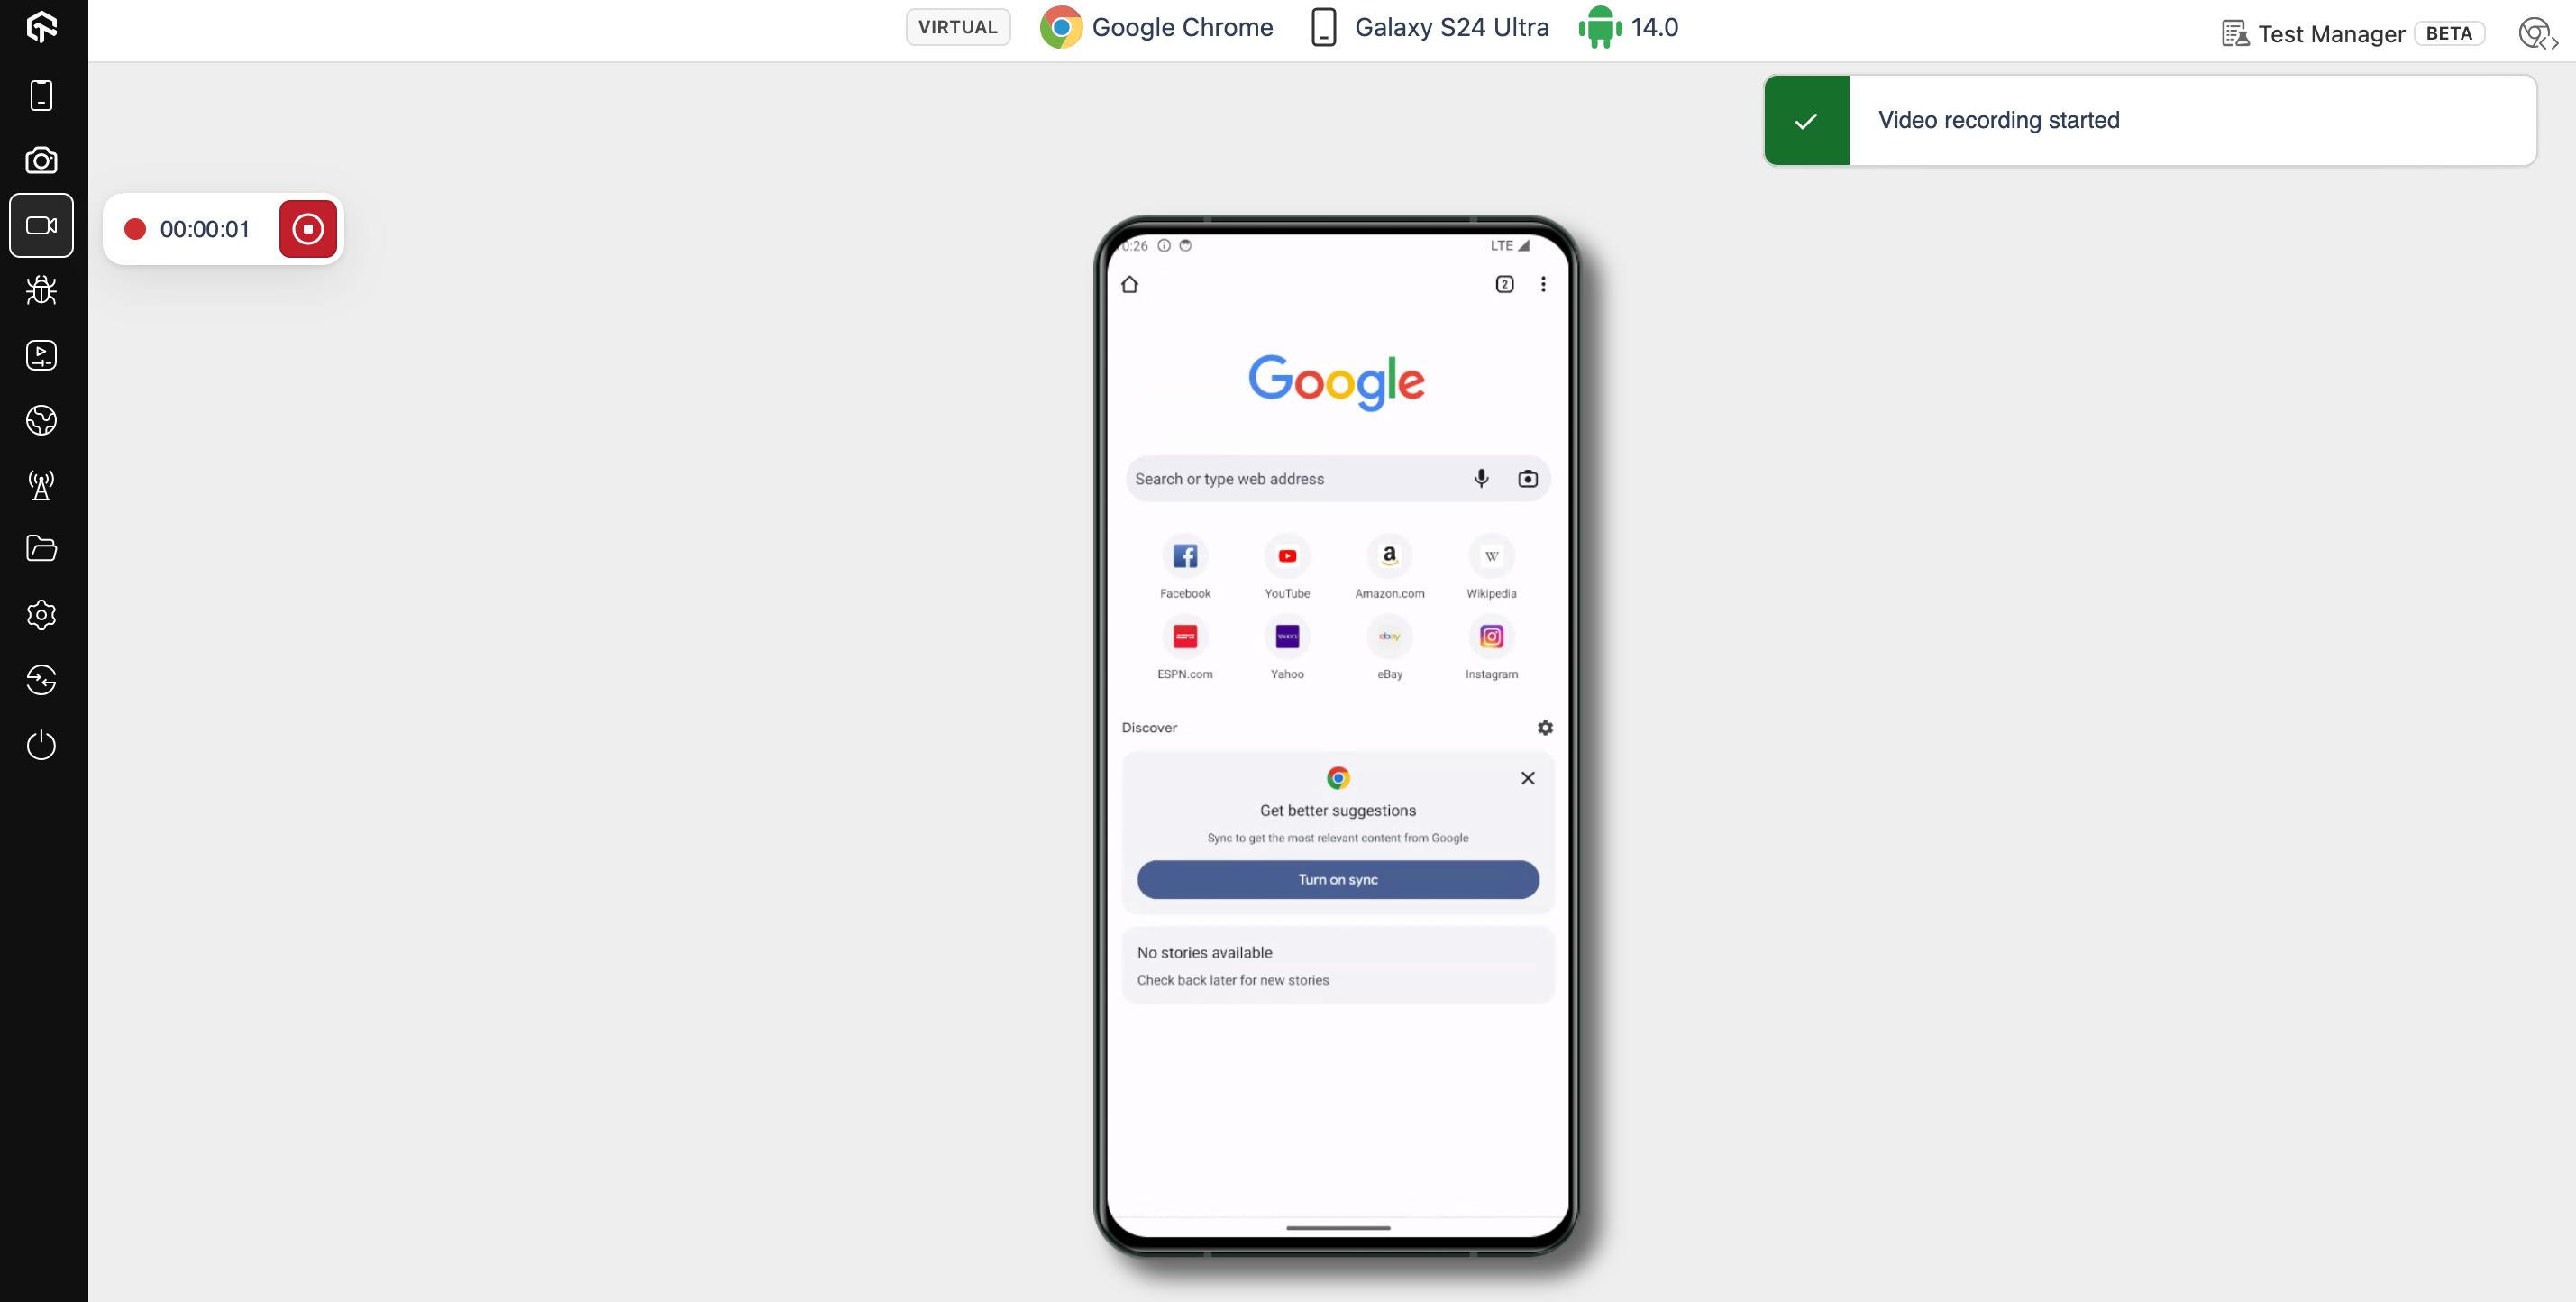 VIRTUAL Google Chrome Galaxy S24 Ultra 14.0
Test Manager BETA
Video recording started
00:00:01
0:26 LTE
2
Google
Search or type web address
Facebook YouTube Amazon.com Wikipedia
ESPN.com Yahoo eBay Instagram
Discover
Get better suggestions
Sync to get the most relevant content from Google
Turn on sync
No stories available
Check back later for new stories